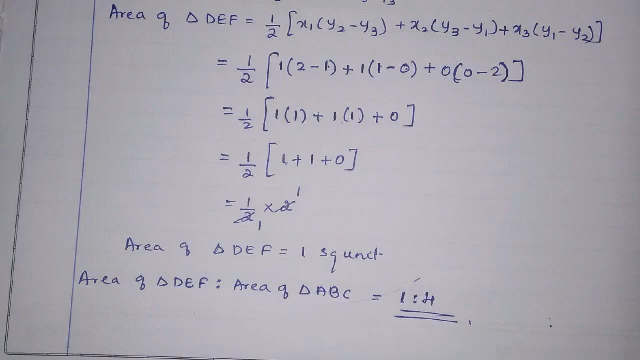 Area of △DEF = 1/2 [x₁(y₂-y₃) + x₂(y₃-y₁)+x₃(y₁-y₂)]
= 1/2 [1(2-1) + 1(1-0) + 0(0-2)]
= 1/2 [1(1) + 1(1) + 0]
= 1/2 [1+1+0]
= 1/2₁ × 2¹
Area of △DEF = 1 sq unit.
Area of △DEF : Area of △ABC = 1:4